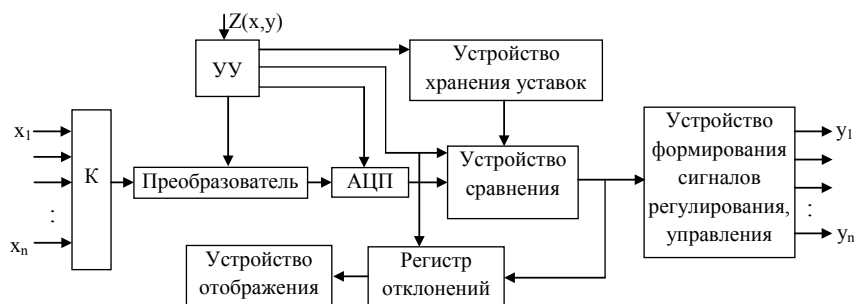 Z(x,y)
УУ
Устройство
хранения уставок
x₁
K
⋮
xₙ
Преобразователь
АЦП
Устройство
сравнения
Устройство
формирования
сигналов
регулирования,
управления
y₁
⋮
yₙ
Устройство
отображения
Регистр
отклонений